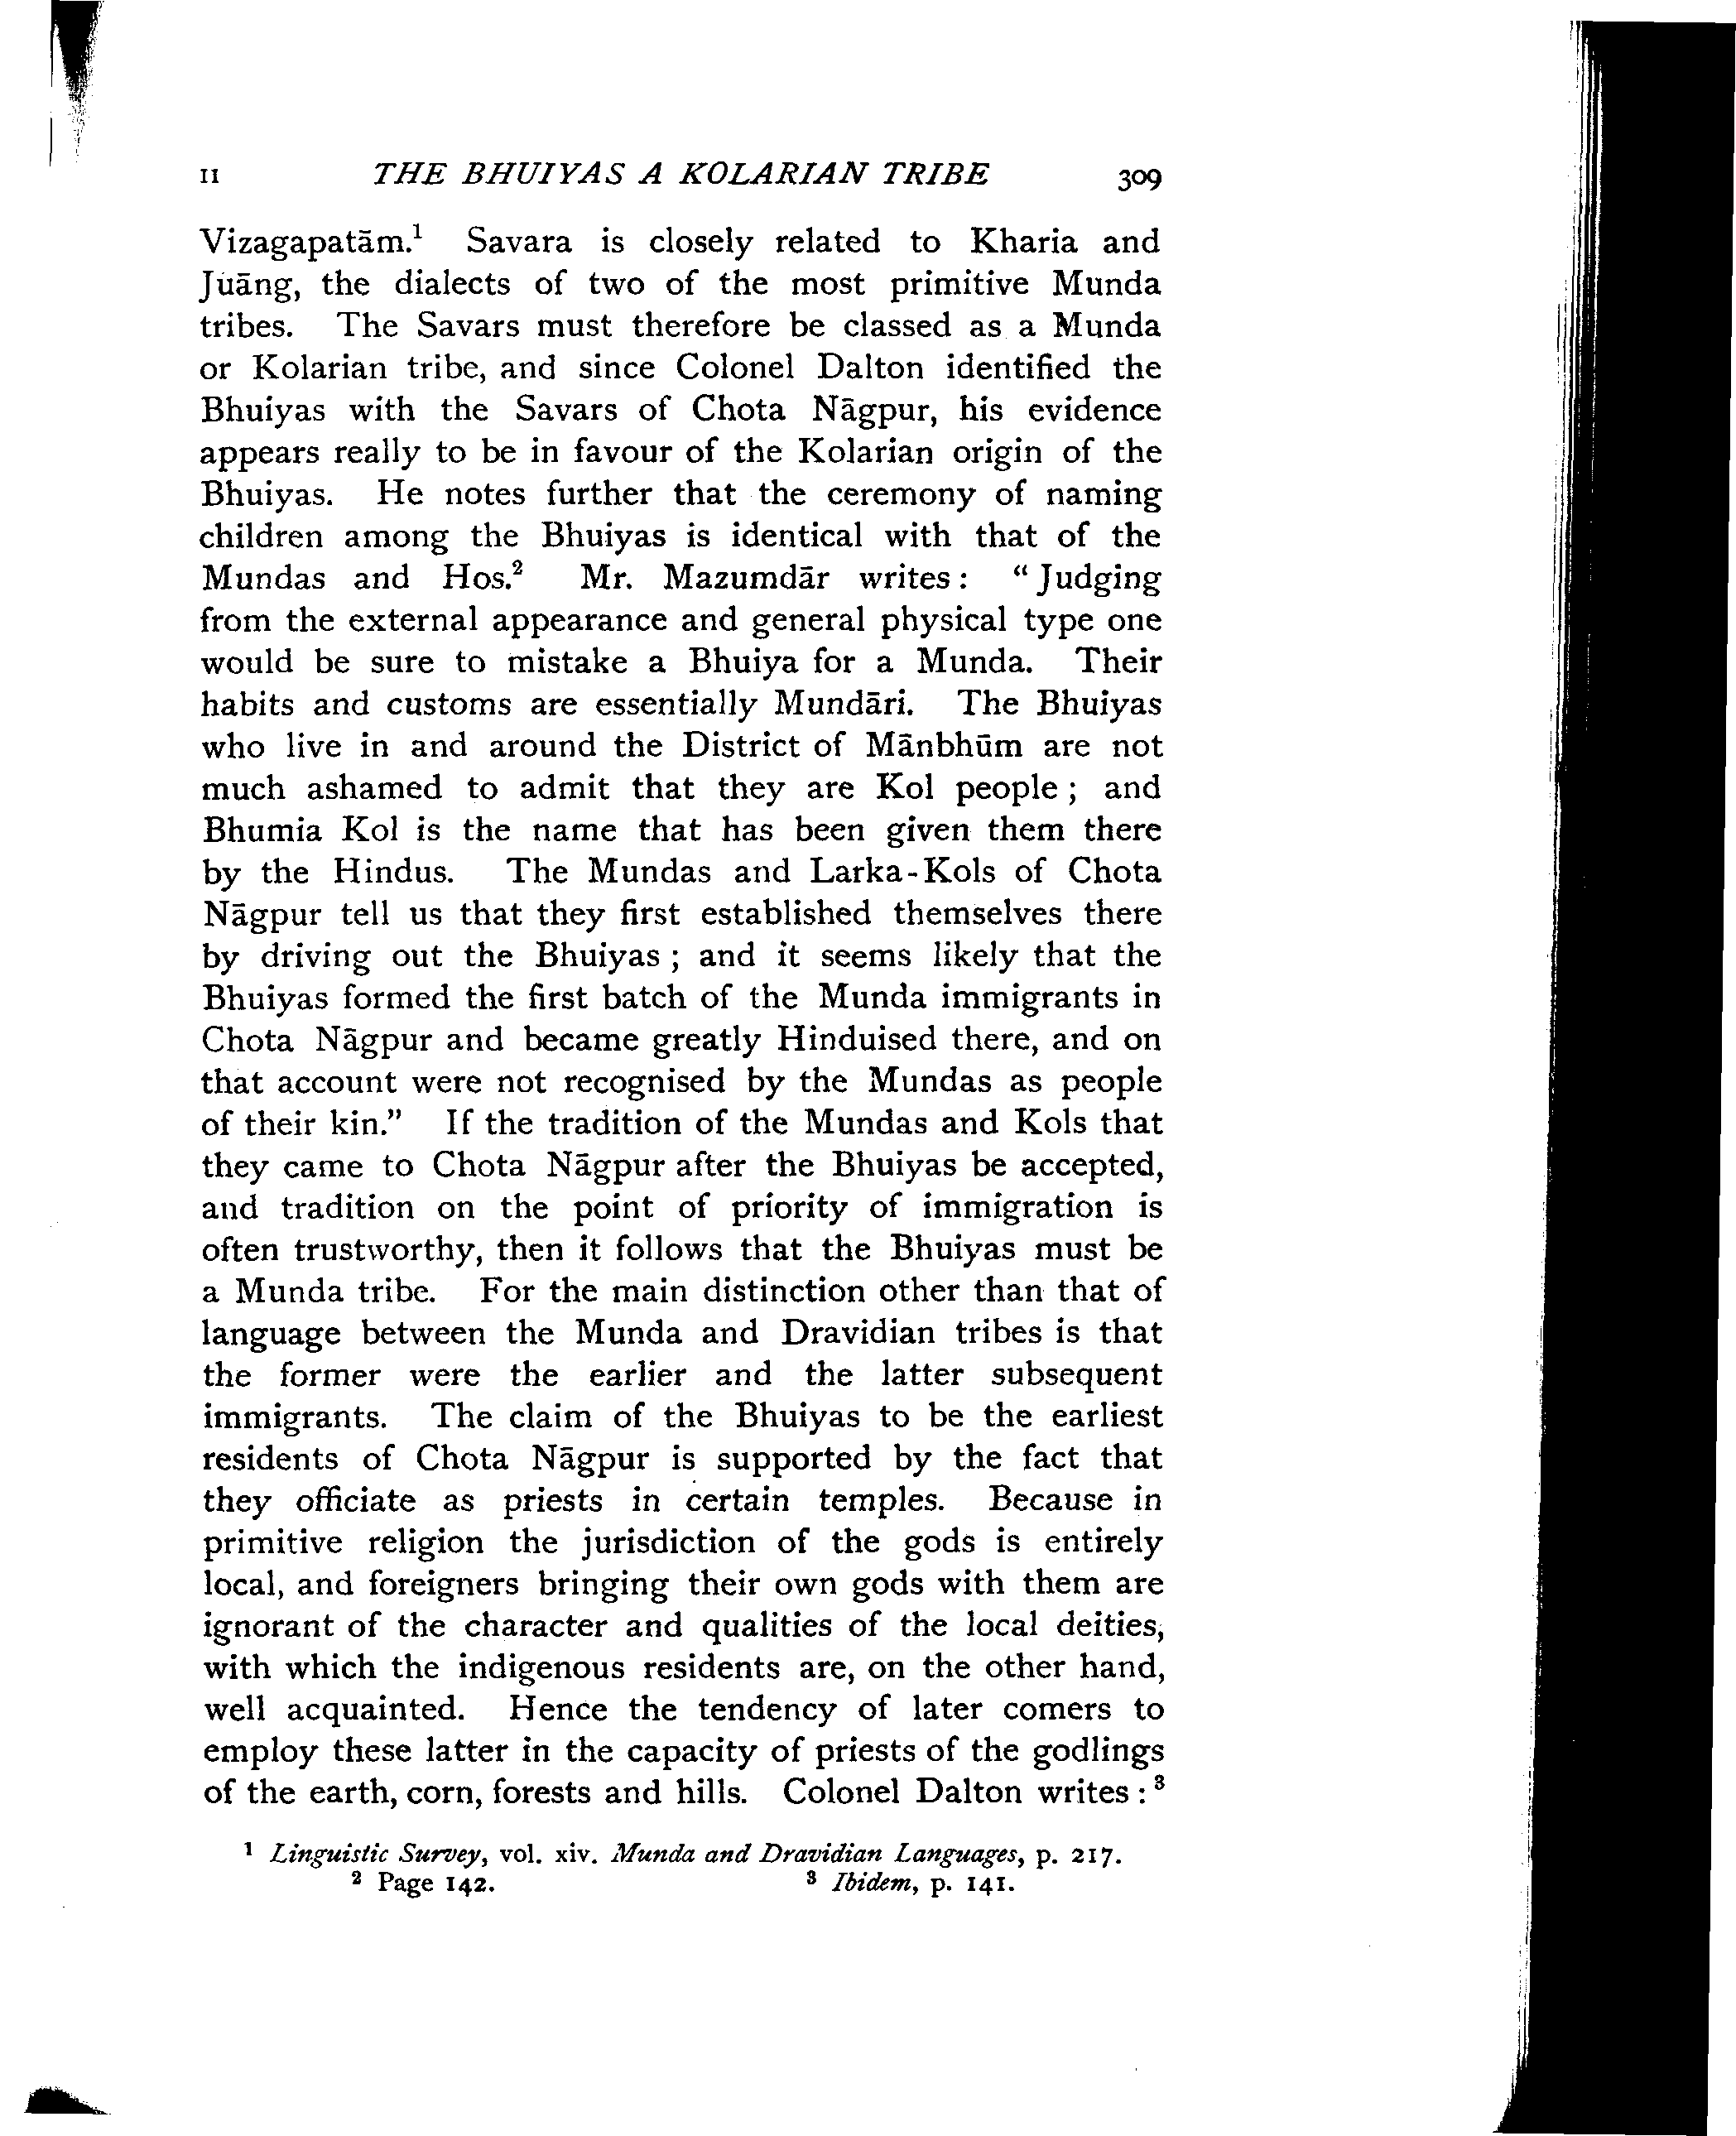 II THE BHUIYAS A KOLARIAN TRIBE 309
Vizagapatām.¹ Savara is closely related to Kharia and
Juāng, the dialects of two of the most primitive Munda
tribes. The Savars must therefore be classed as a Munda
or Kolarian tribe, and since Colonel Dalton identified the
Bhuiyas with the Savars of Chota Nāgpur, his evidence
appears really to be in favour of the Kolarian origin of the
Bhuiyas. He notes further that the ceremony of naming
children among the Bhuiyas is identical with that of the
Mundas and Hos.² Mr. Mazumdār writes: “Judging
from the external appearance and general physical type one
would be sure to mistake a Bhuiya for a Munda. Their
habits and customs are essentially Mundāri. The Bhuiyas
who live in and around the District of Mānbhūm are not
much ashamed to admit that they are Kol people; and
Bhumia Kol is the name that has been given them there
by the Hindus. The Mundas and Larka-Kols of Chota
Nāgpur tell us that they first established themselves there
by driving out the Bhuiyas; and it seems likely that the
Bhuiyas formed the first batch of the Munda immigrants in
Chota Nāgpur and became greatly Hinduised there, and on
that account were not recognised by the Mundas as people
of their kin.” If the tradition of the Mundas and Kols that
they came to Chota Nāgpur after the Bhuiyas be accepted,
and tradition on the point of priority of immigration is
often trustworthy, then it follows that the Bhuiyas must be
a Munda tribe. For the main distinction other than that of
language between the Munda and Dravidian tribes is that
the former were the earlier and the latter subsequent
immigrants. The claim of the Bhuiyas to be the earliest
residents of Chota Nāgpur is supported by the fact that
they officiate as priests in certain temples. Because in
primitive religion the jurisdiction of the gods is entirely
local, and foreigners bringing their own gods with them are
ignorant of the character and qualities of the local deities,
with which the indigenous residents are, on the other hand,
well acquainted. Hence the tendency of later comers to
employ these latter in the capacity of priests of the godlings
of the earth, corn, forests and hills. Colonel Dalton writes:³
¹ Linguistic Survey, vol. xiv. Munda and Dravidian Languages, p. 217.
² Page 142. ³ Ibidem, p. 141.